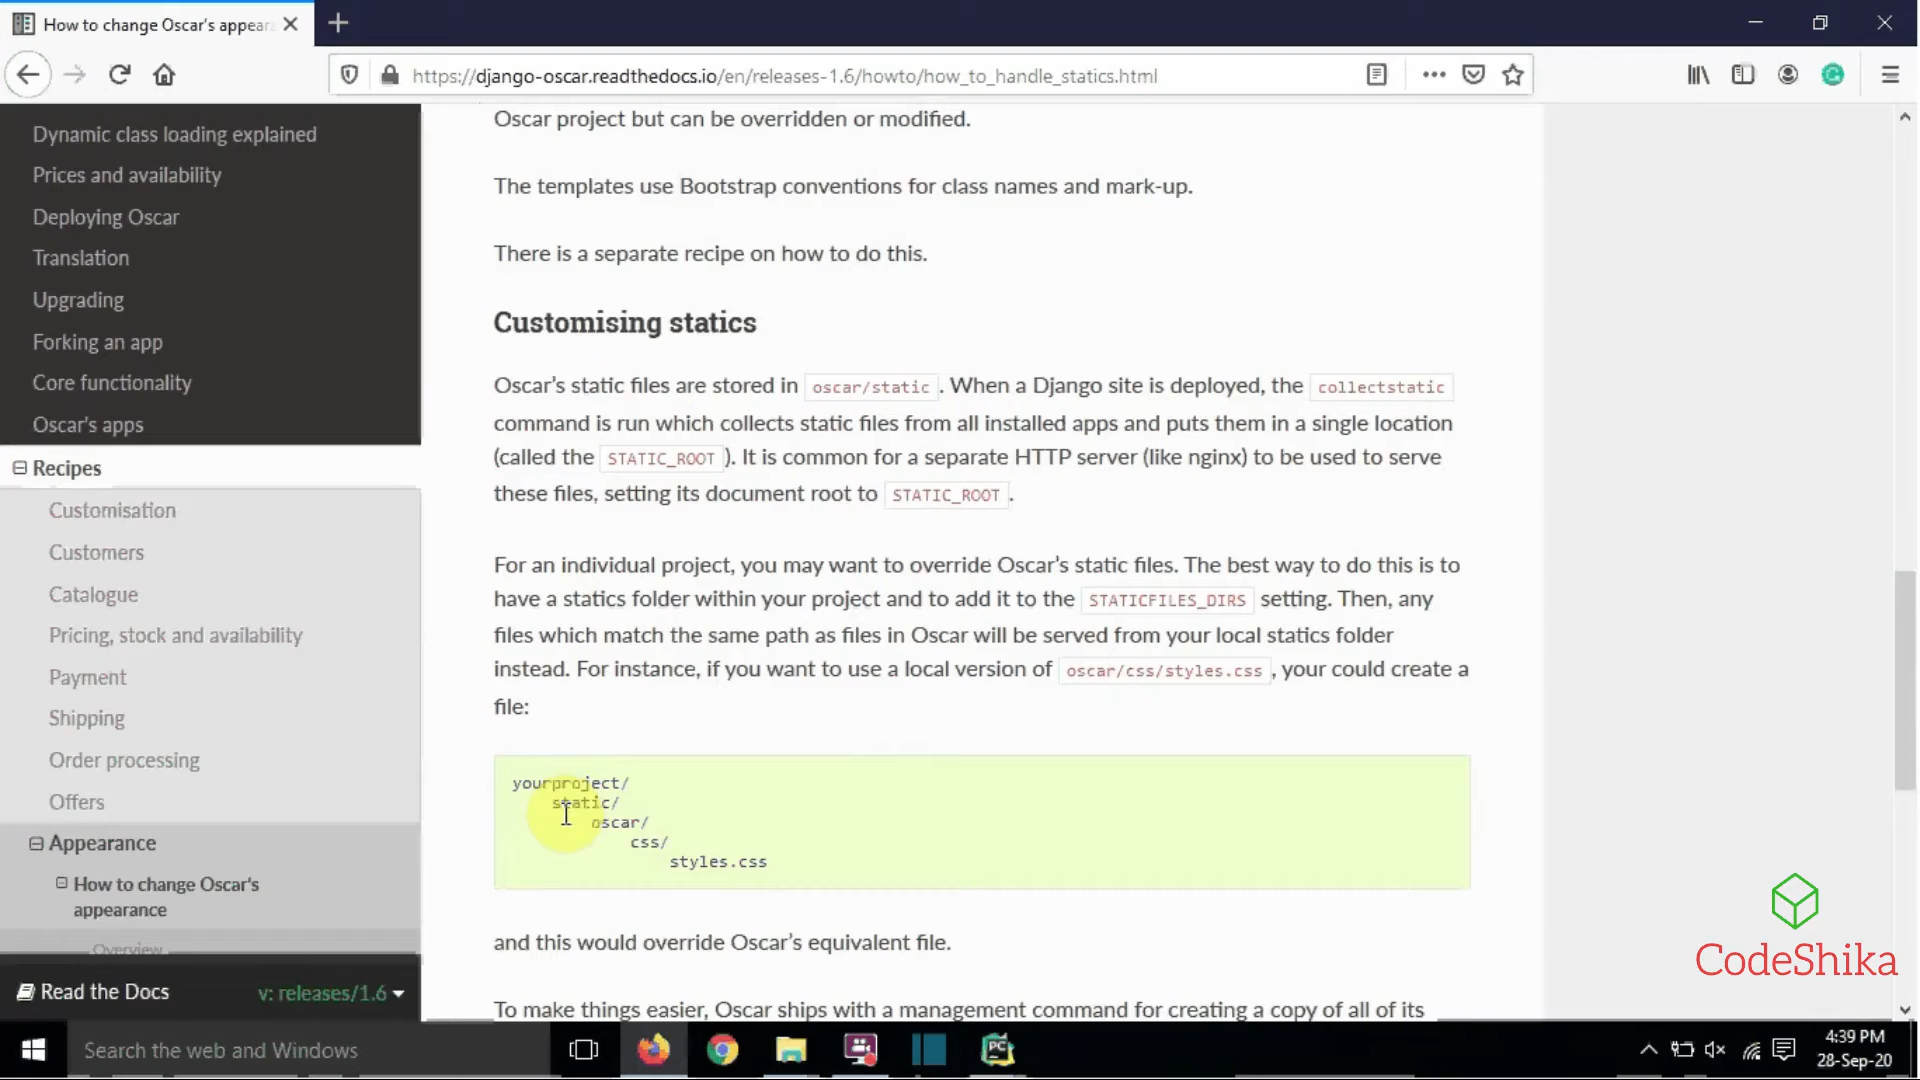 How to change Oscar's appear
https://django-oscar.readthedocs.io/en/releases-1.6/howto/how_to_handle_statics.html
Dynamic class loading explained
Prices and availability
Deploying Oscar
Translation
Upgrading
Forking an app
Core functionality
Oscar's apps
Recipes
Customisation
Customers
Catalogue
Pricing, stock and availability
Payment
Shipping
Order processing
Offers
Appearance
How to change Oscar's
appearance
Overview
Read the Docs
v: releases/1.6
Oscar project but can be overridden or modified.
The templates use Bootstrap conventions for class names and mark-up.
There is a separate recipe on how to do this.
Customising statics
Oscar's static files are stored in oscar/static. When a Django site is deployed, the collectstatic
command is run which collects static files from all installed apps and puts them in a single location
(called the STATIC_ROOT). It is common for a separate HTTP server (like nginx) to be used to serve
these files, setting its document root to STATIC_ROOT.
For an individual project, you may want to override Oscar's static files. The best way to do this is to
have a statics folder within your project and to add it to the STATICFILES_DIRS setting. Then, any
files which match the same path as files in Oscar will be served from your local statics folder
instead. For instance, if you want to use a local version of oscar/css/styles.css, your could create a
file:
yourproject/
static/
oscar/
css/
styles.css
and this would override Oscar's equivalent file.
To make things easier, Oscar ships with a management command for creating a copy of all of its
CodeShika
Search the web and Windows
PC
4:39 PM
28-Sep-20